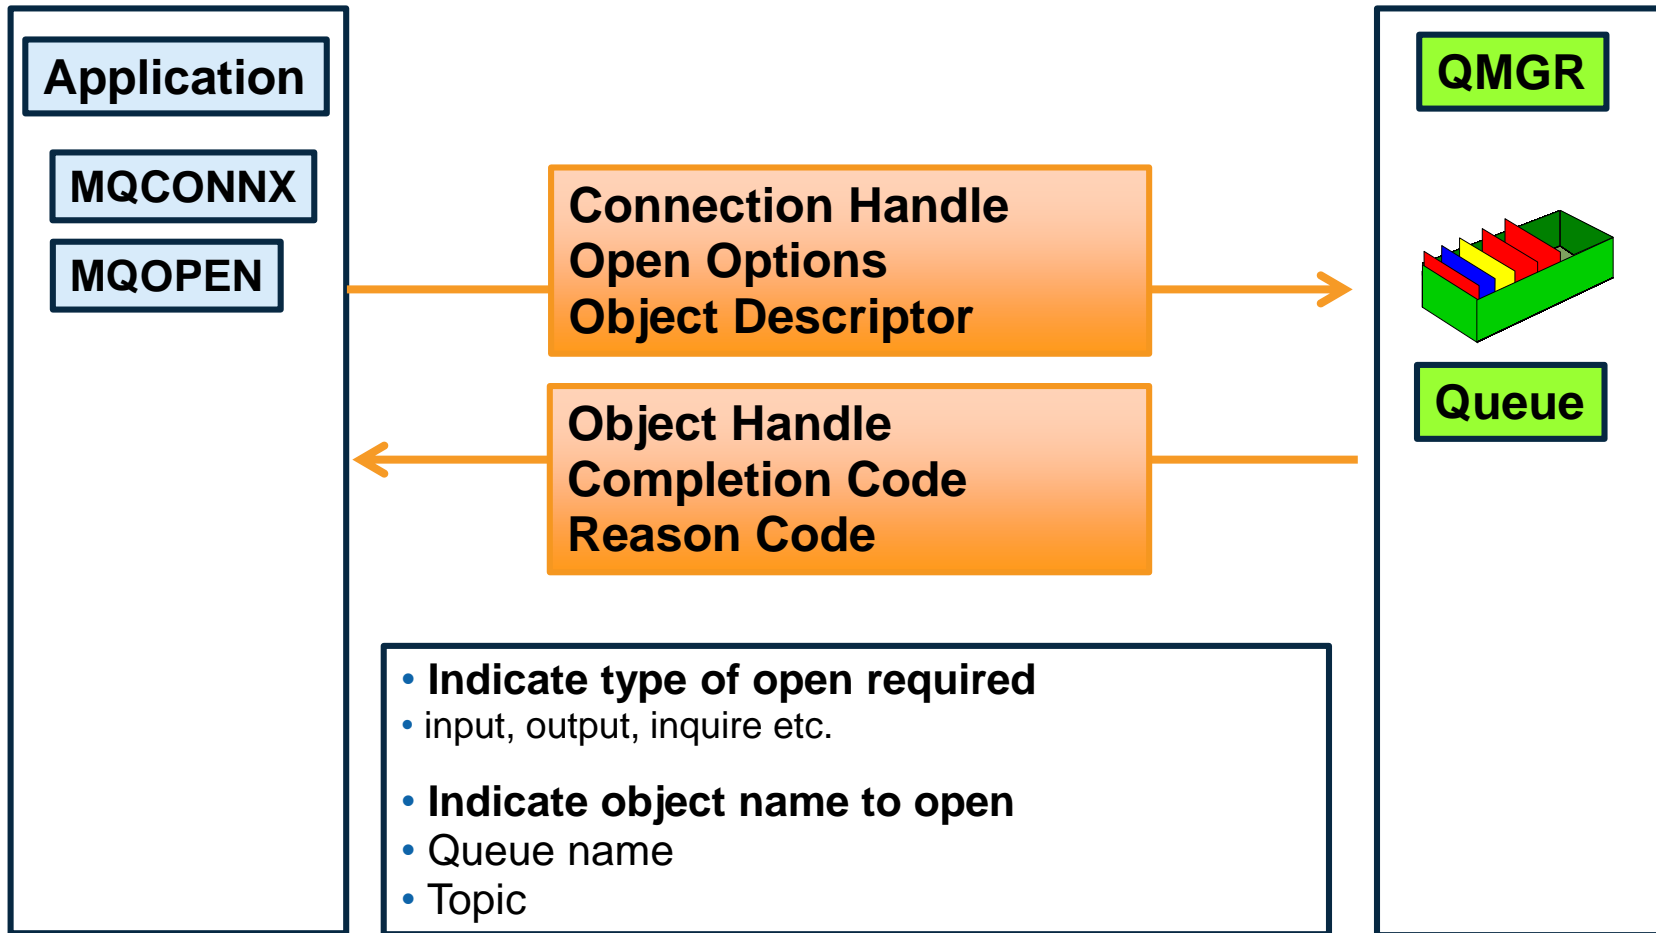 Application
MQCONNX
MQOPEN
Connection Handle
Open Options
Object Descriptor
Object Handle
Completion Code
Reason Code
QMGR
Queue
• Indicate type of open required
• input, output, inquire etc.
• Indicate object name to open
• Queue name
• Topic